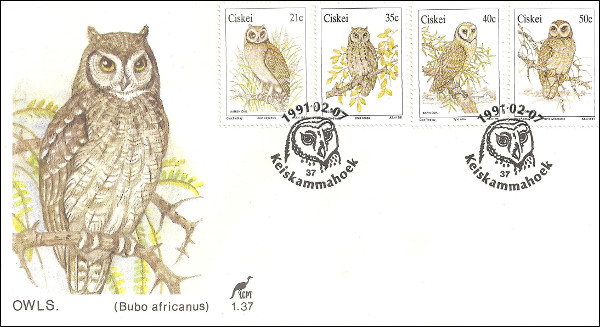 Ciskei 21c
Ciskei 35c
Ciskei 40c
Ciskei 50c
1991-02-07
37
Keiskammahoek
1991-02-07
37
Keiskammahoek
OWLS. (Bubo africanus)
1.37